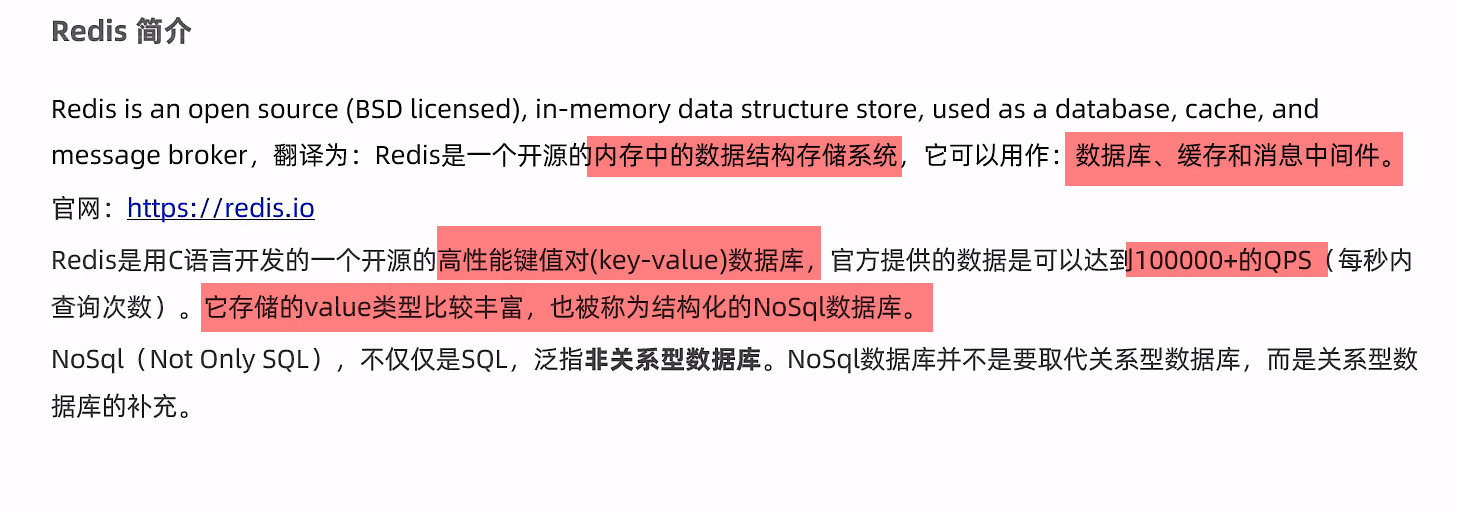 Redis 简介
Redis is an open source (BSD licensed), in-memory data structure store, used as a database, cache, and
message broker，翻译为：Redis是一个开源的内存中的数据结构存储系统，它可以用作：数据库、缓存和消息中间件。
官网：https://redis.io
Redis是用C语言开发的一个开源的高性能键值对(key-value)数据库，官方提供的数据是可以达到100000+的QPS（每秒内
查询次数）。它存储的value类型比较丰富，也被称为结构化的NoSql数据库。
NoSql（Not Only SQL），不仅仅是SQL，泛指非关系型数据库。NoSql数据库并不是要取代关系型数据库，而是关系型数
据库的补充。